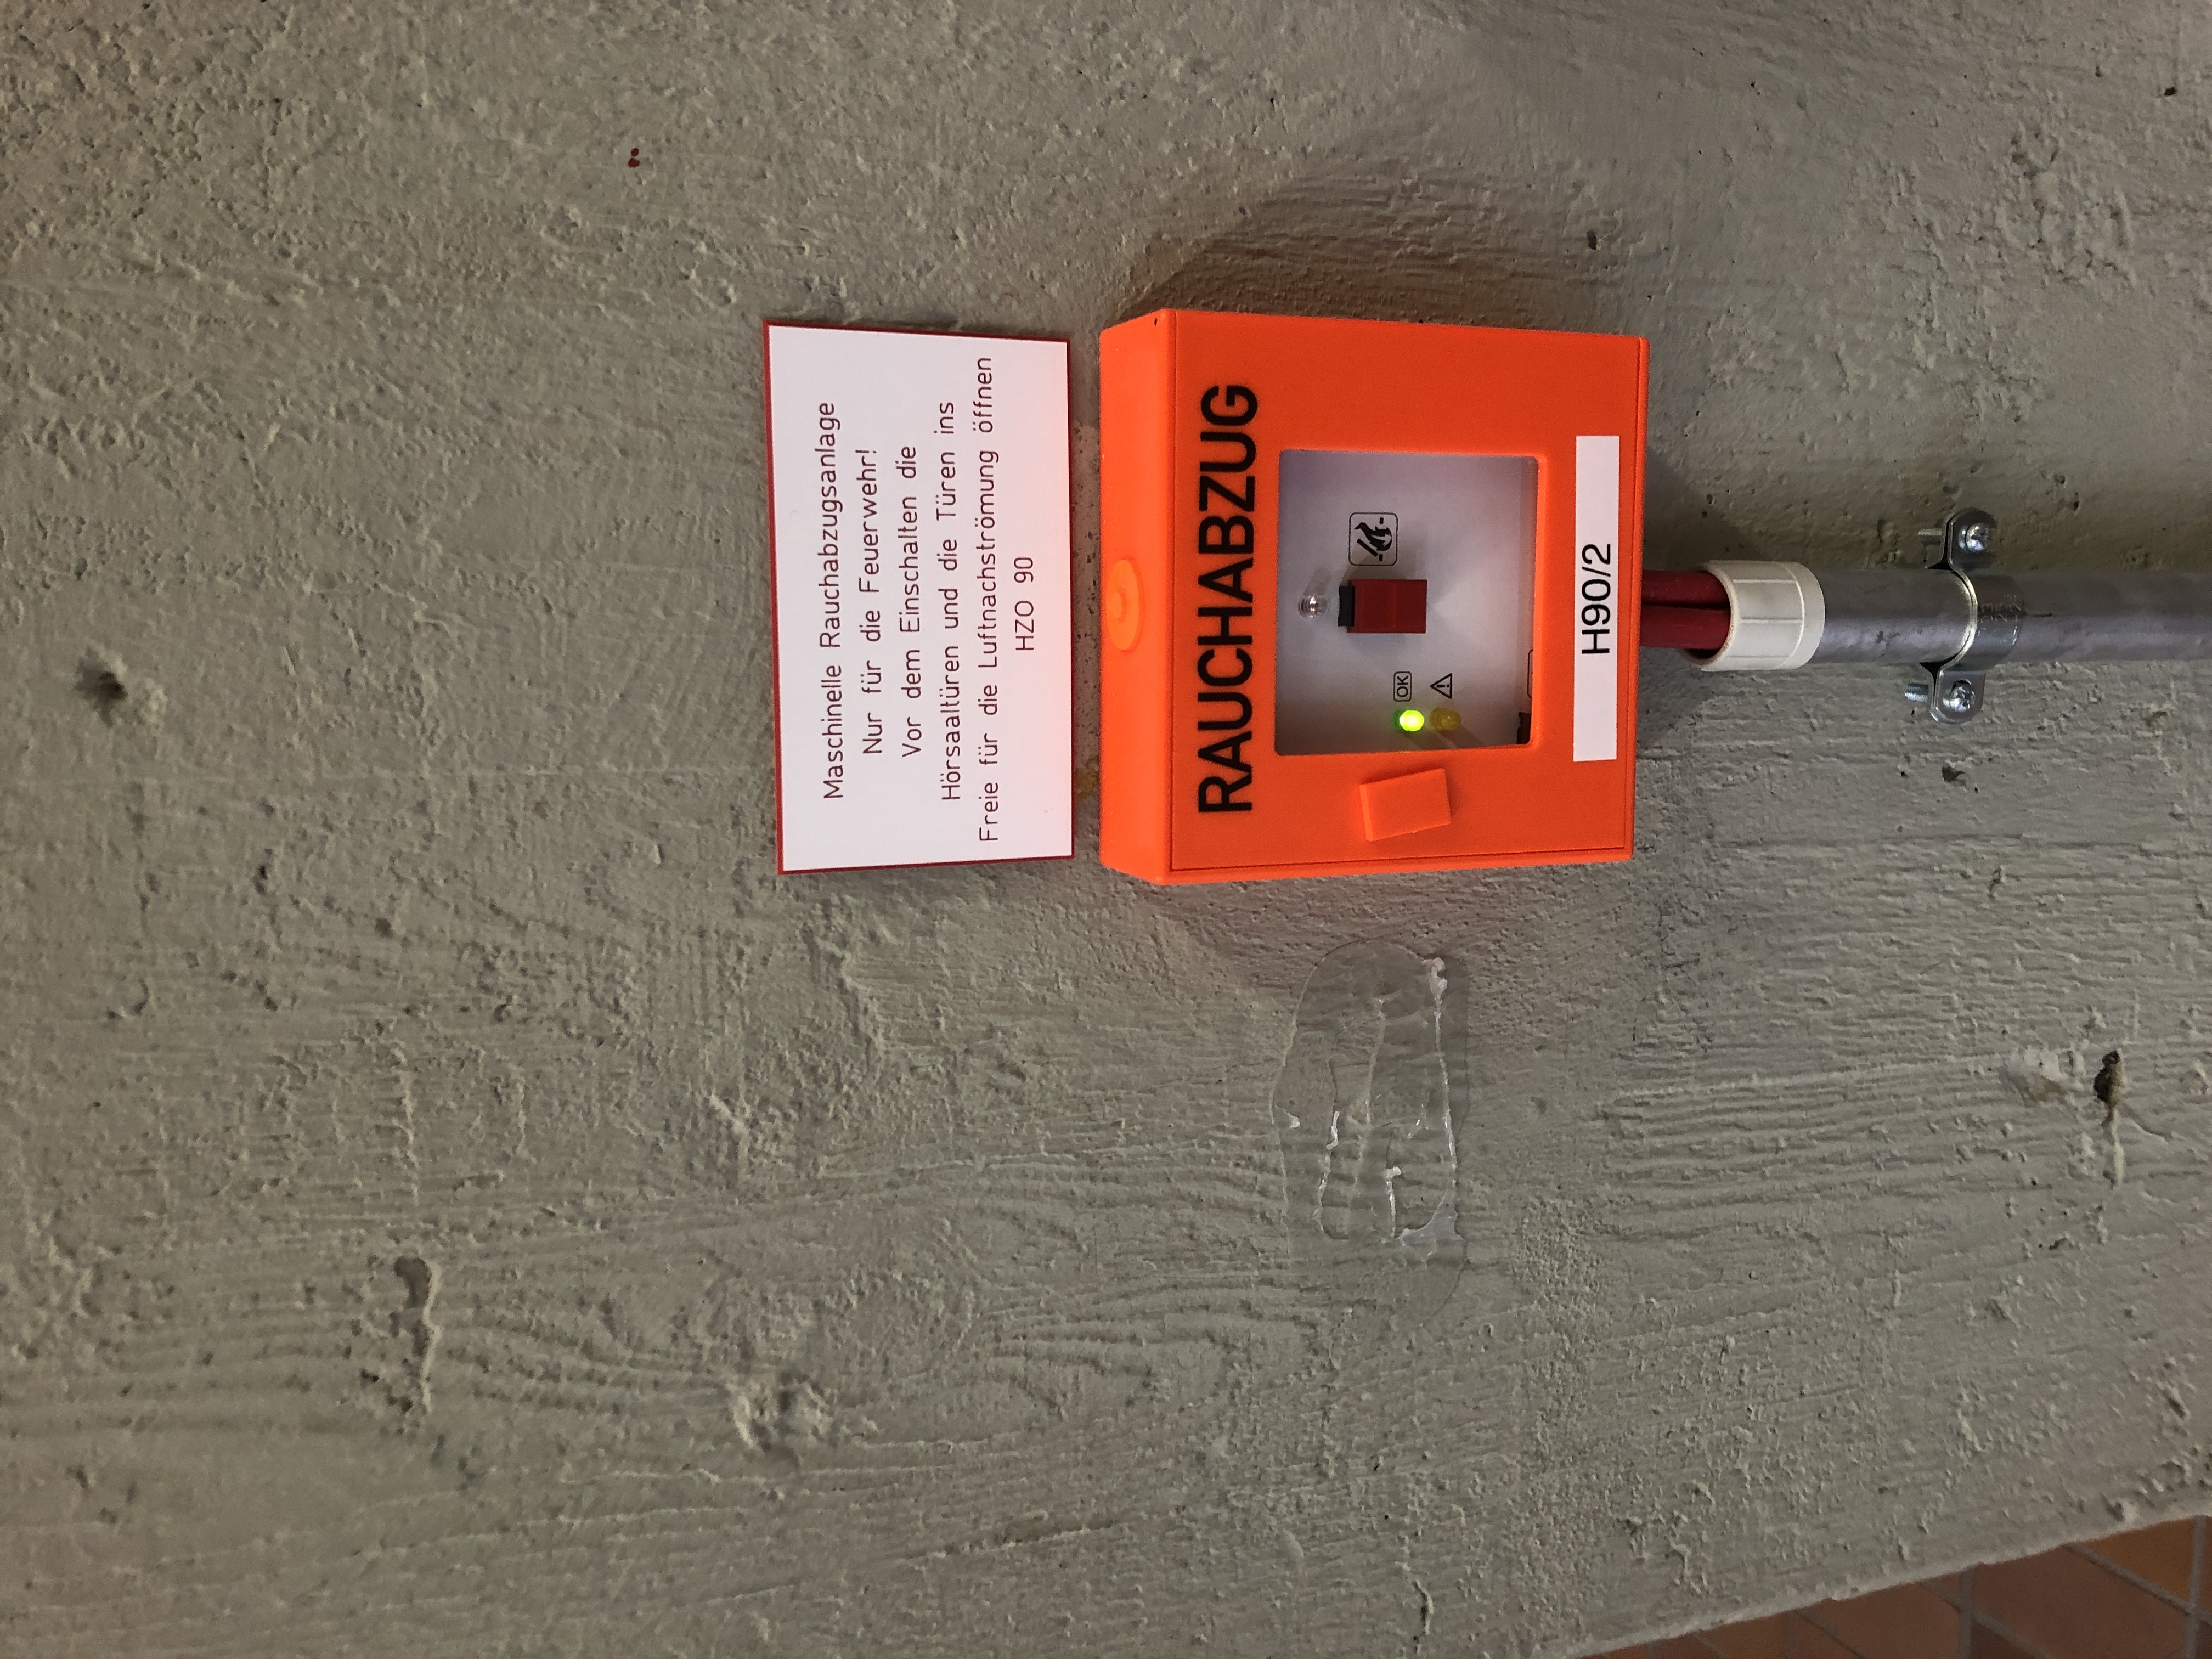 Maschinelle Rauchabzugsanlage
Nur für die Feuerwehr!
Vor dem Einschalten die
Hörsaaltüren und die Türen ins
Freie für die Luftnachströmung öffnen
HZO 90
RAUCHABZUG
OK
H90/2